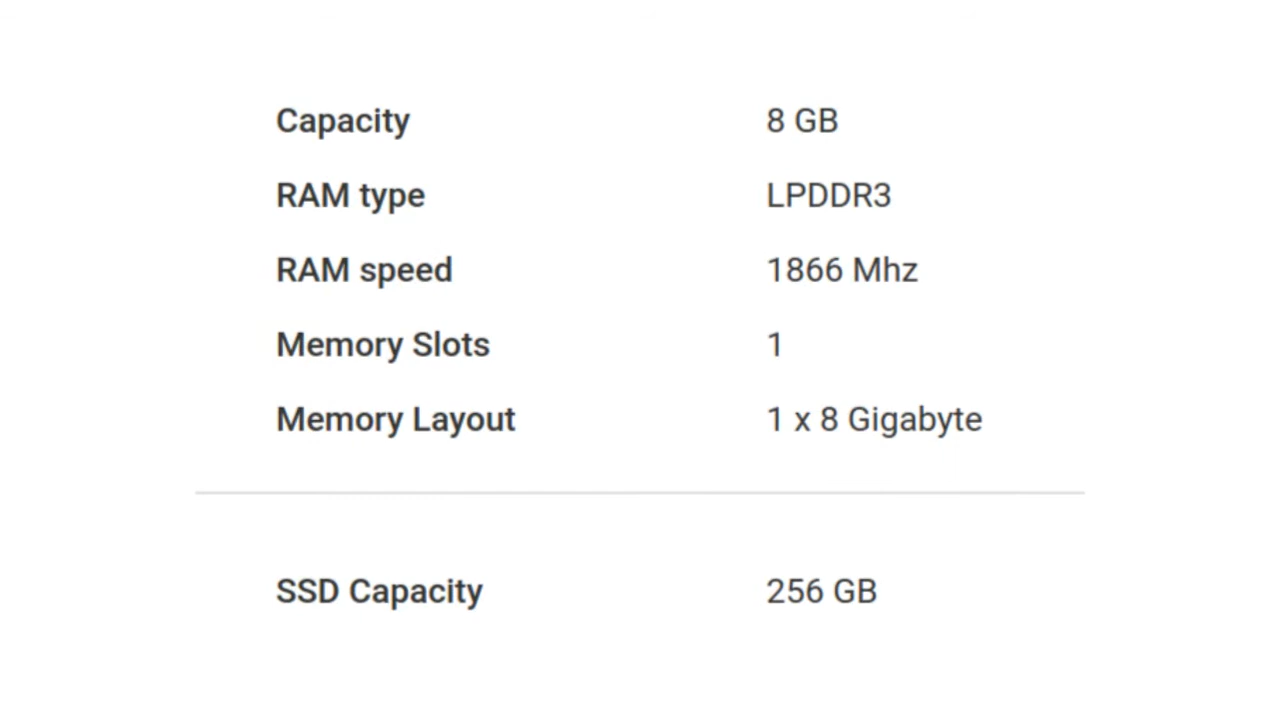 Capacity 8 GB
RAM type LPDDR3
RAM speed 1866 Mhz
Memory Slots 1
Memory Layout 1 x 8 Gigabyte
SSD Capacity 256 GB